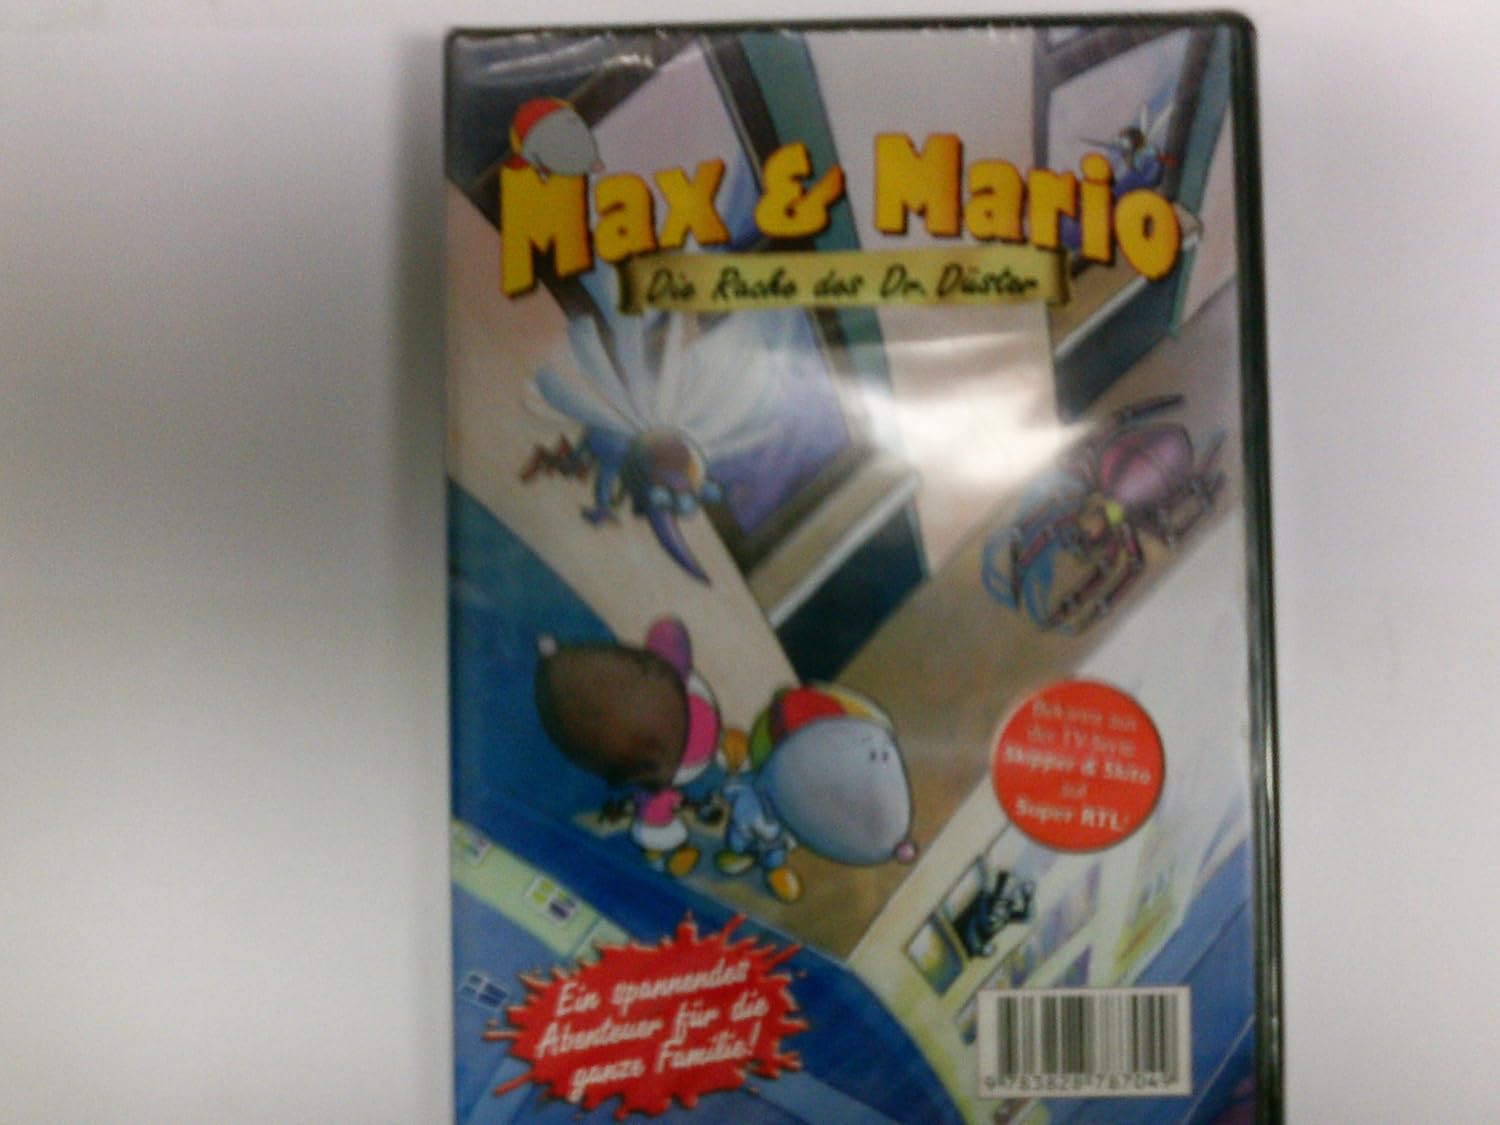 Max & Mario
Die Rache des Dr. Düster
Bekannt aus
der TV-Serie
Skipper & Skito
auf
Super RTL!
Ein spannendes
Abenteuer für die
ganze Familie!